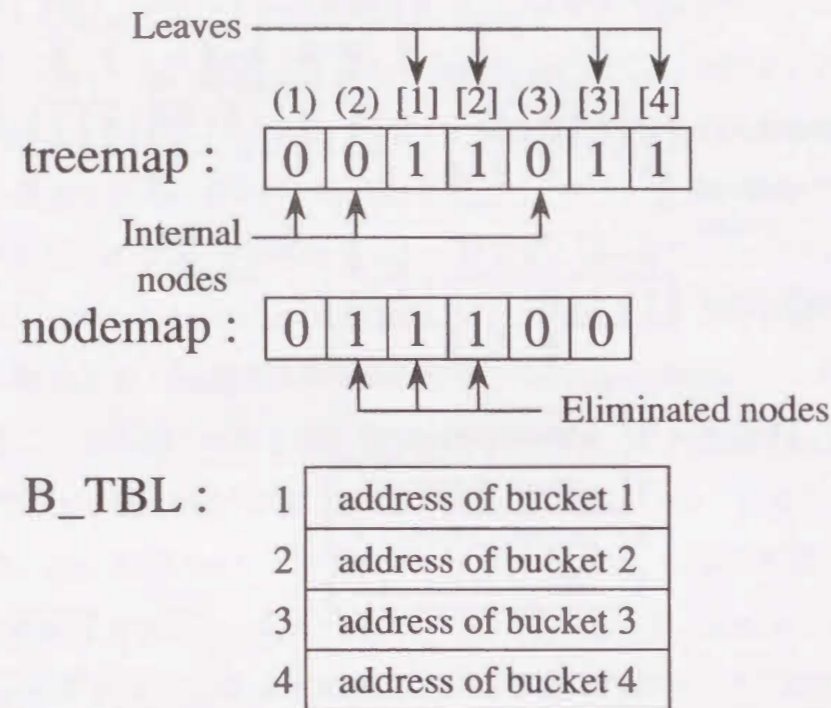 Leaves
(1) (2) [1] [2] (3) [3] [4]
treemap : 0 0 1 1 0 1 1
Internal
nodes
nodemap : 0 1 1 1 0 0
Eliminated nodes
B_TBL : 1 address of bucket 1
2 address of bucket 2
3 address of bucket 3
4 address of bucket 4